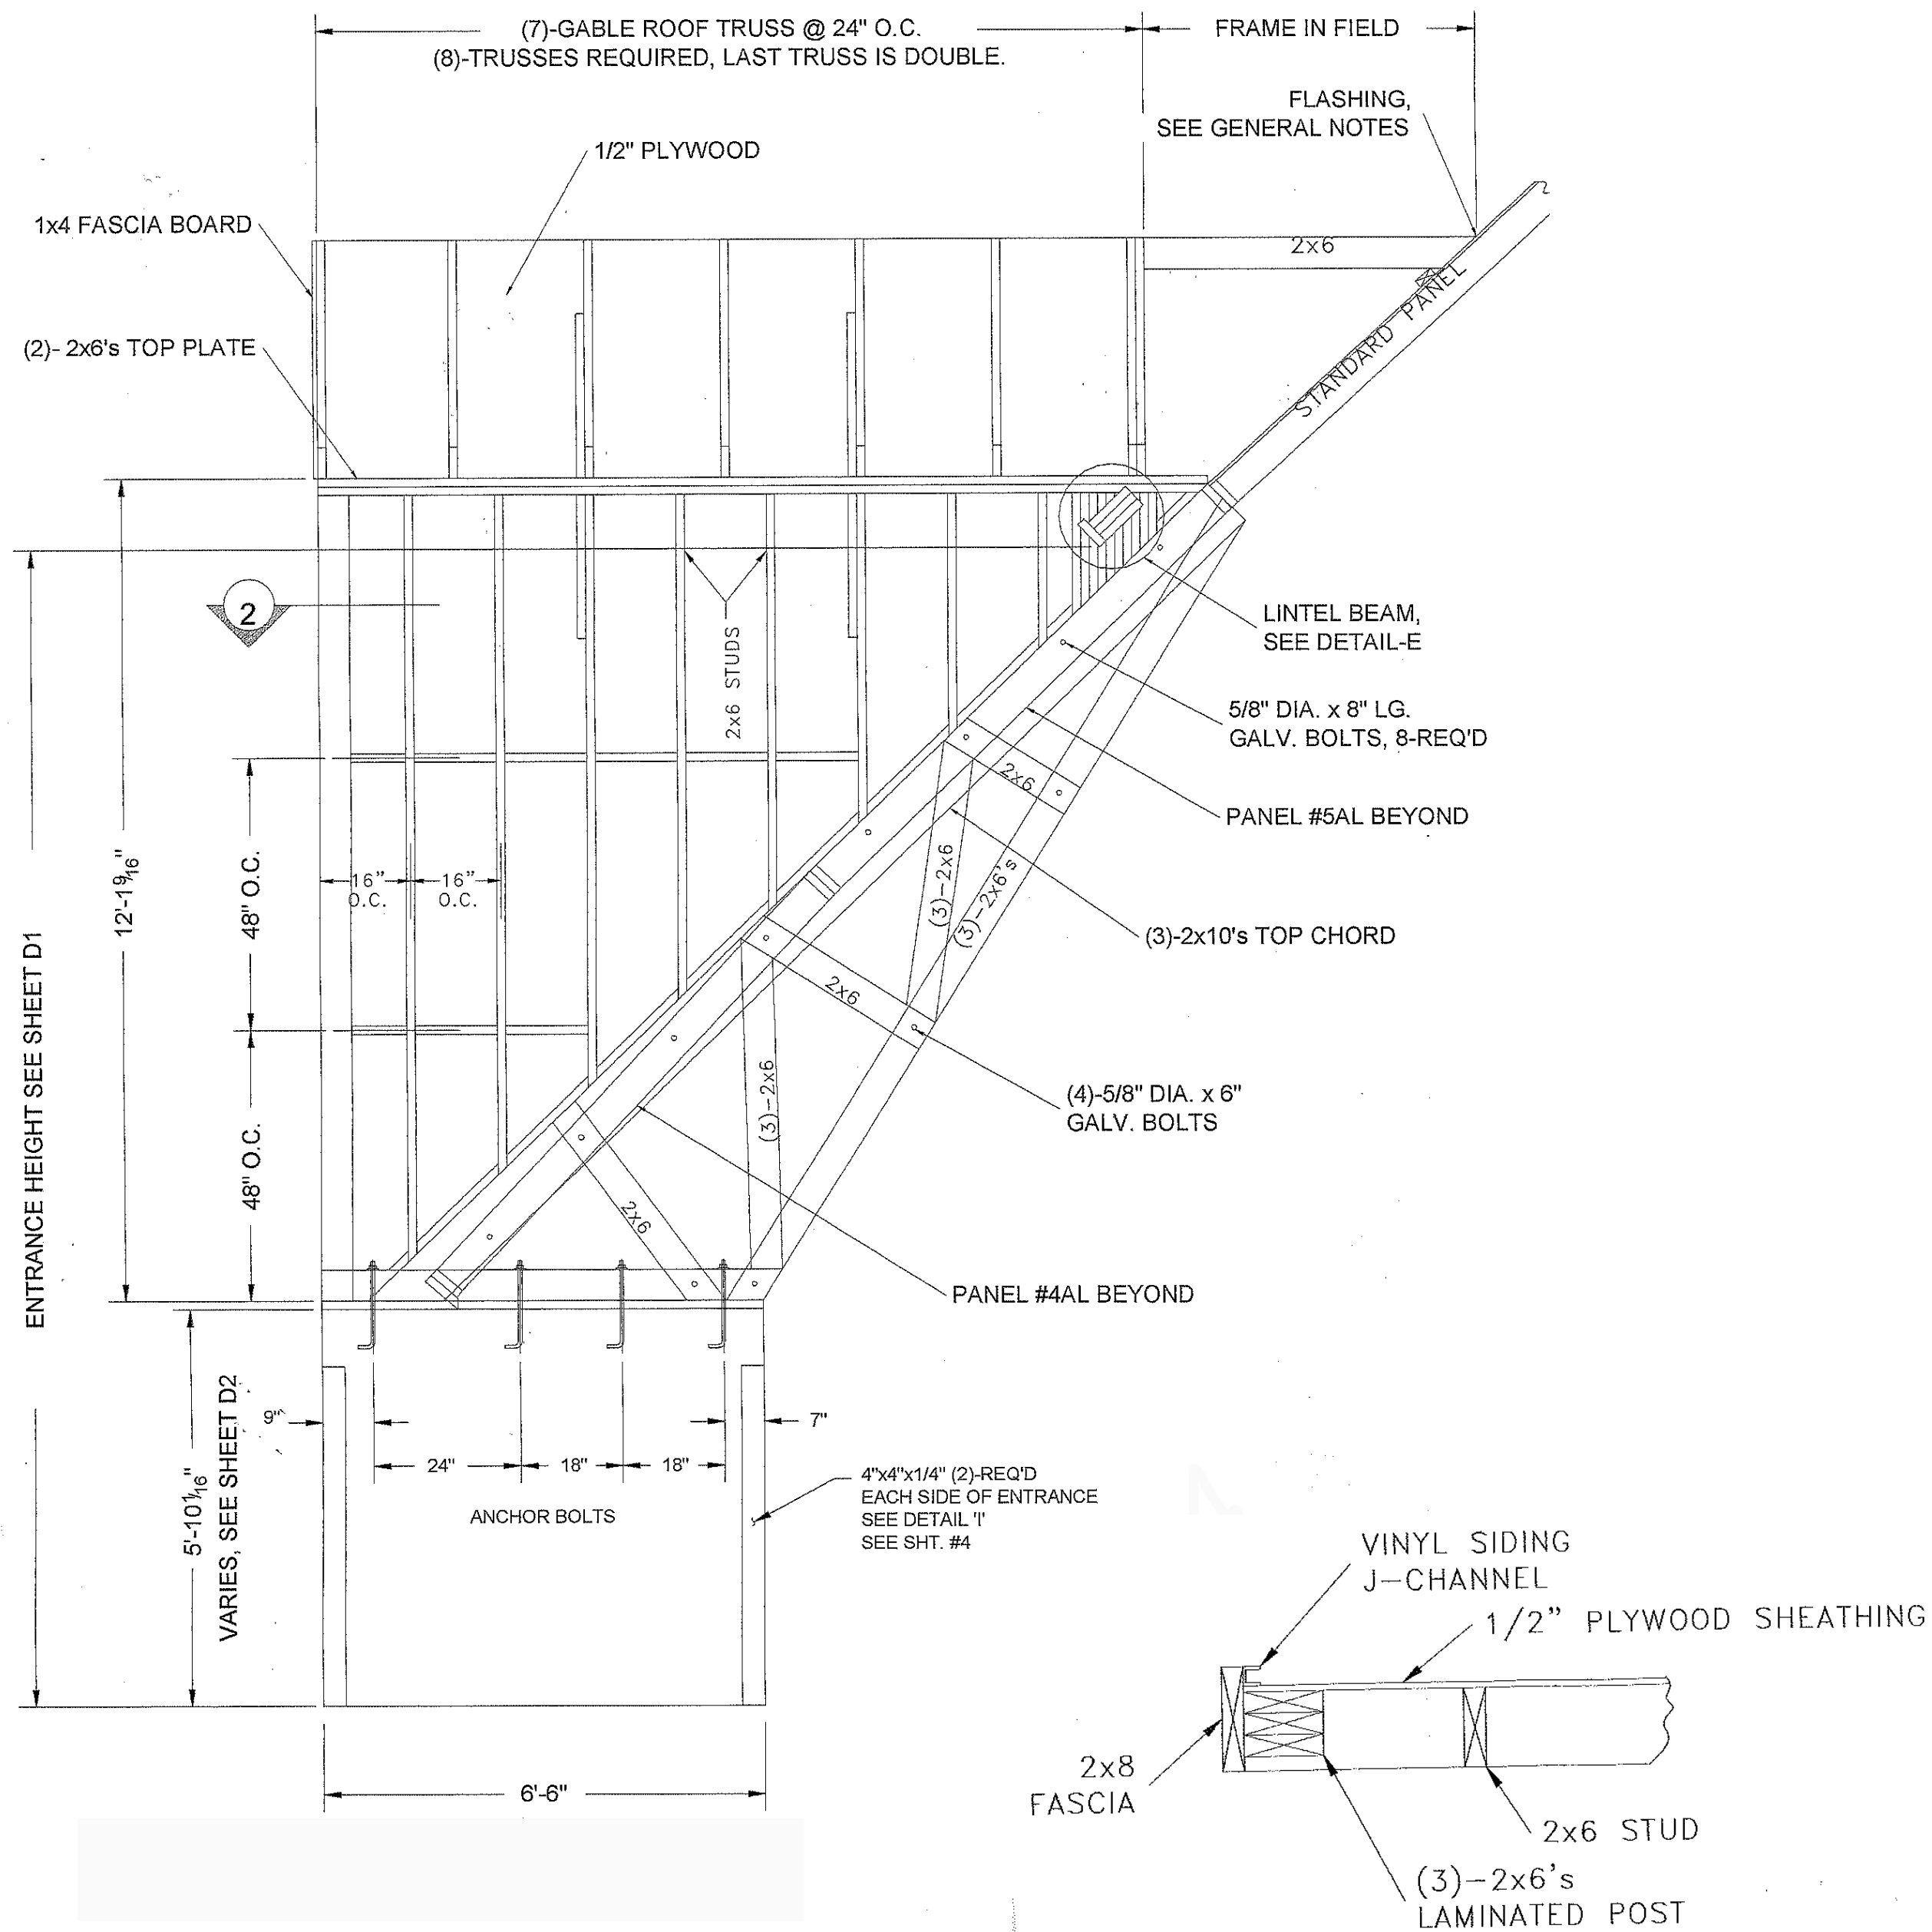 (7)-GABLE ROOF TRUSS @ 24" O.C.
(8)-TRUSSES REQUIRED, LAST TRUSS IS DOUBLE.
FRAME IN FIELD
FLASHING,
SEE GENERAL NOTES
1/2" PLYWOOD
1x4 FASCIA BOARD
2x6
STANDARD PANEL
(2)- 2x6's TOP PLATE
2
2x6 STUDS
LINTEL BEAM,
SEE DETAIL-E
5/8" DIA. x 8" LG.
GALV. BOLTS, 8-REQ'D
2x6
PANEL #5AL BEYOND
(3)-2x6
(3)-2x6's
(3)-2x10's TOP CHORD
16"
O.C.
16"
O.C.
48" O.C.
12'-1 9/16"
ENTRANCE HEIGHT SEE SHEET D1
2x6
(4)-5/8" DIA. x 6"
GALV. BOLTS
(3)-2x6
48" O.C.
2x6
PANEL #4AL BEYOND
5'-10 1/16"
VARIES, SEE SHEET D2
9"
7"
24"
18"
18"
ANCHOR BOLTS
4"x4"x1/4" (2)-REQ'D
EACH SIDE OF ENTRANCE
SEE DETAIL 'I'
SEE SHT. #4
6'-6"
VINYL SIDING
J-CHANNEL
1/2" PLYWOOD SHEATHING
2x8
FASCIA
2x6 STUD
(3)-2x6's
LAMINATED POST